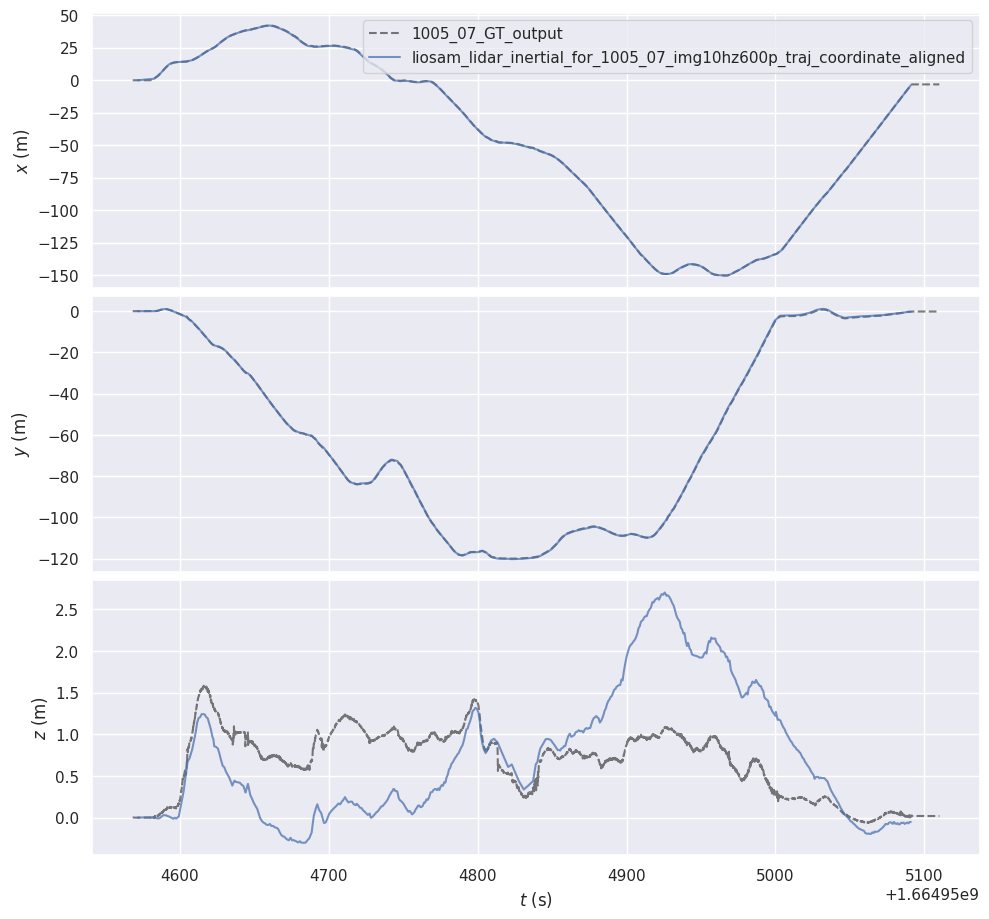 50
25
0
−25
−50
−75
−100
−125
−150
x (m)
1005_07_GT_output
liosam_lidar_inertial_for_1005_07_img10hz600p_traj_coordinate_aligned
0
−20
−40
−60
−80
−100
−120
y (m)
2.5
2.0
1.5
1.0
0.5
0.0
z (m)
4600 4700 4800 4900 5000 5100
t (s)
+1.66495e9